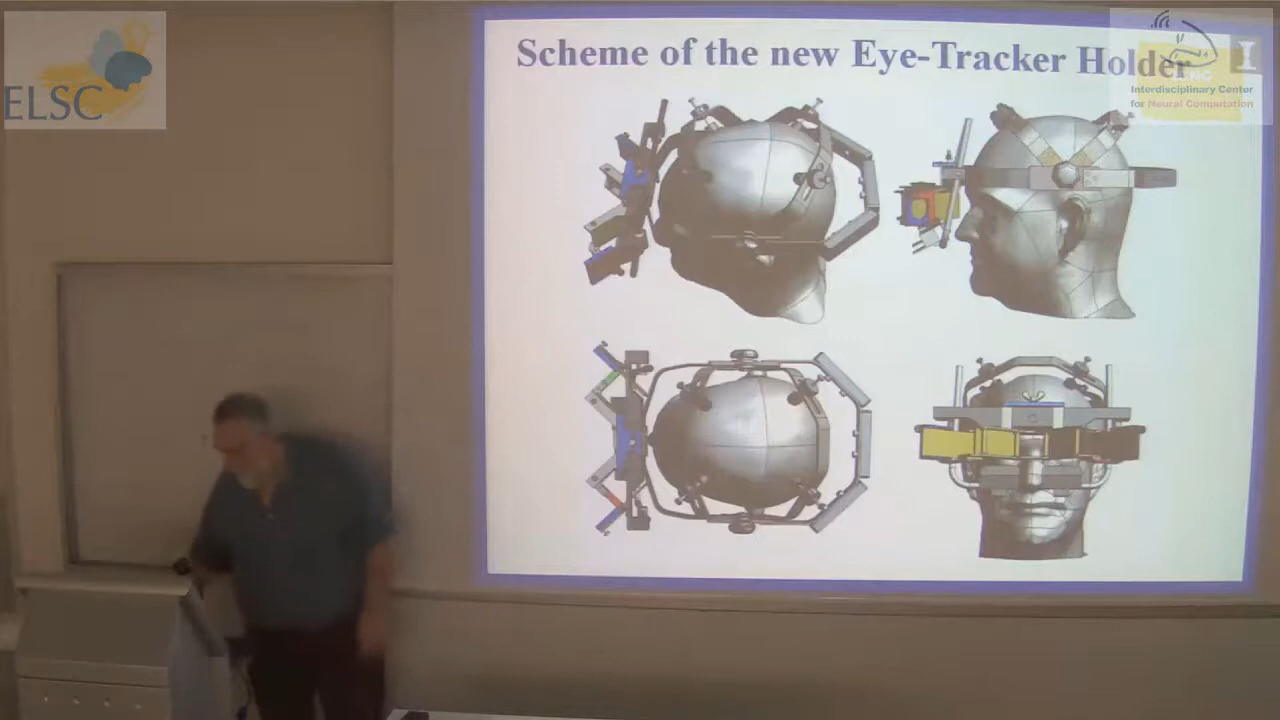 ELSC
Scheme of the new Eye-Tracker Holder
Interdisciplinary Center
for Neural Computation